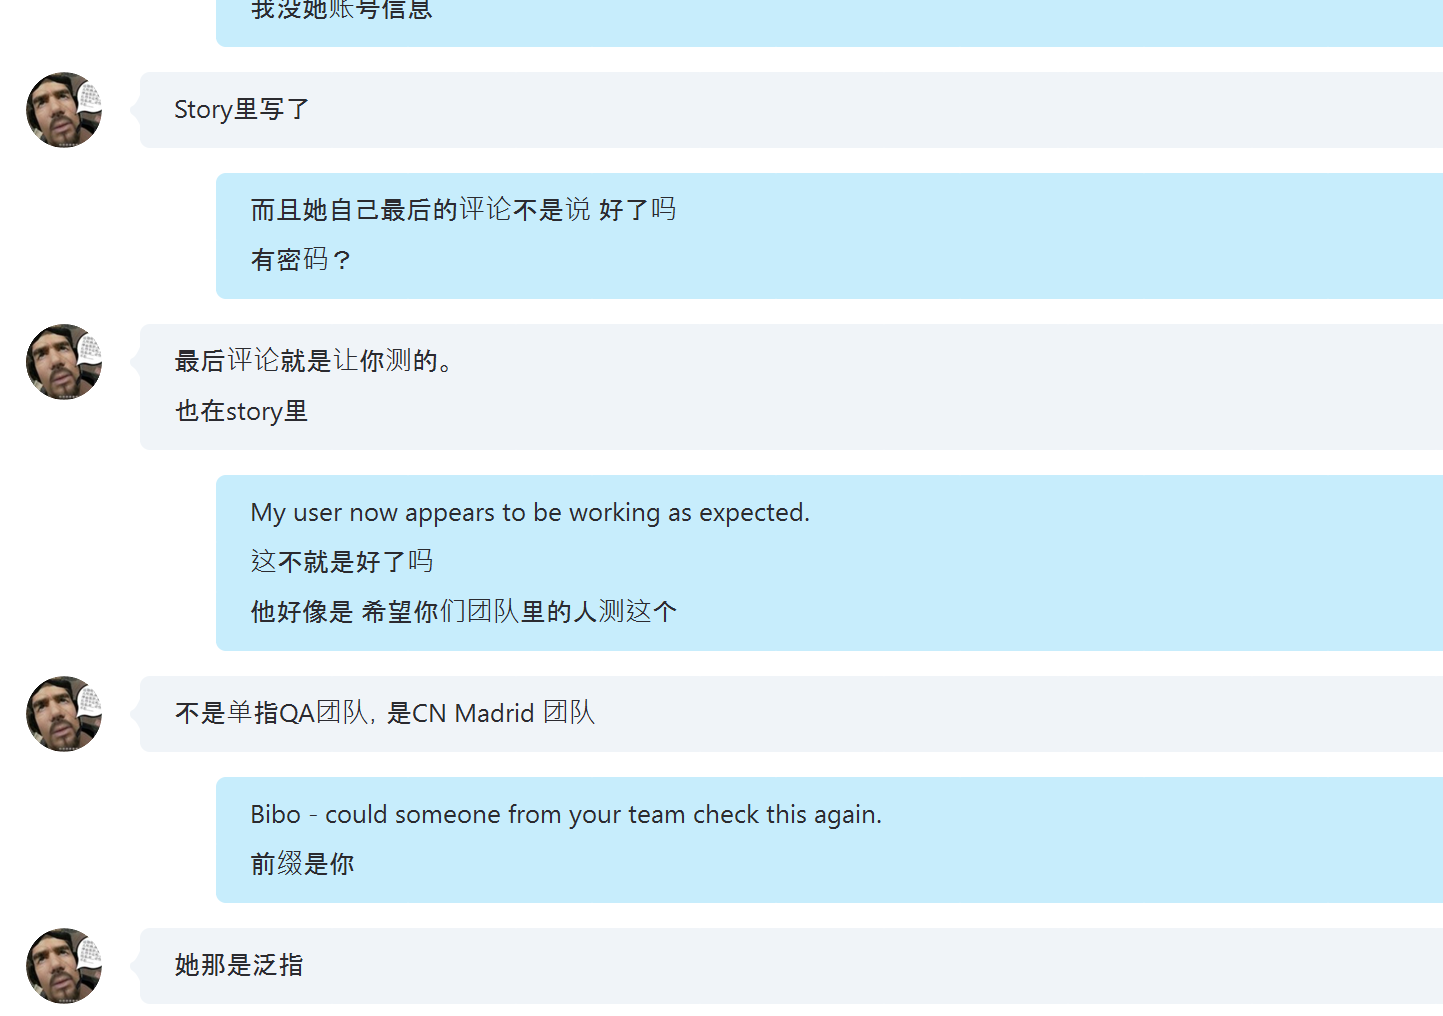 我没她账号信息
Story里写了
而且她自己最后的评论不是说 好了吗
有密码？
最后评论就是让你测的。
也在story里
My user now appears to be working as expected.
这不就是好了吗
他好像是 希望你们团队里的人测这个
不是单指QA团队, 是CN Madrid 团队
Bibo - could someone from your team check this again.
前缀是你
她那是泛指